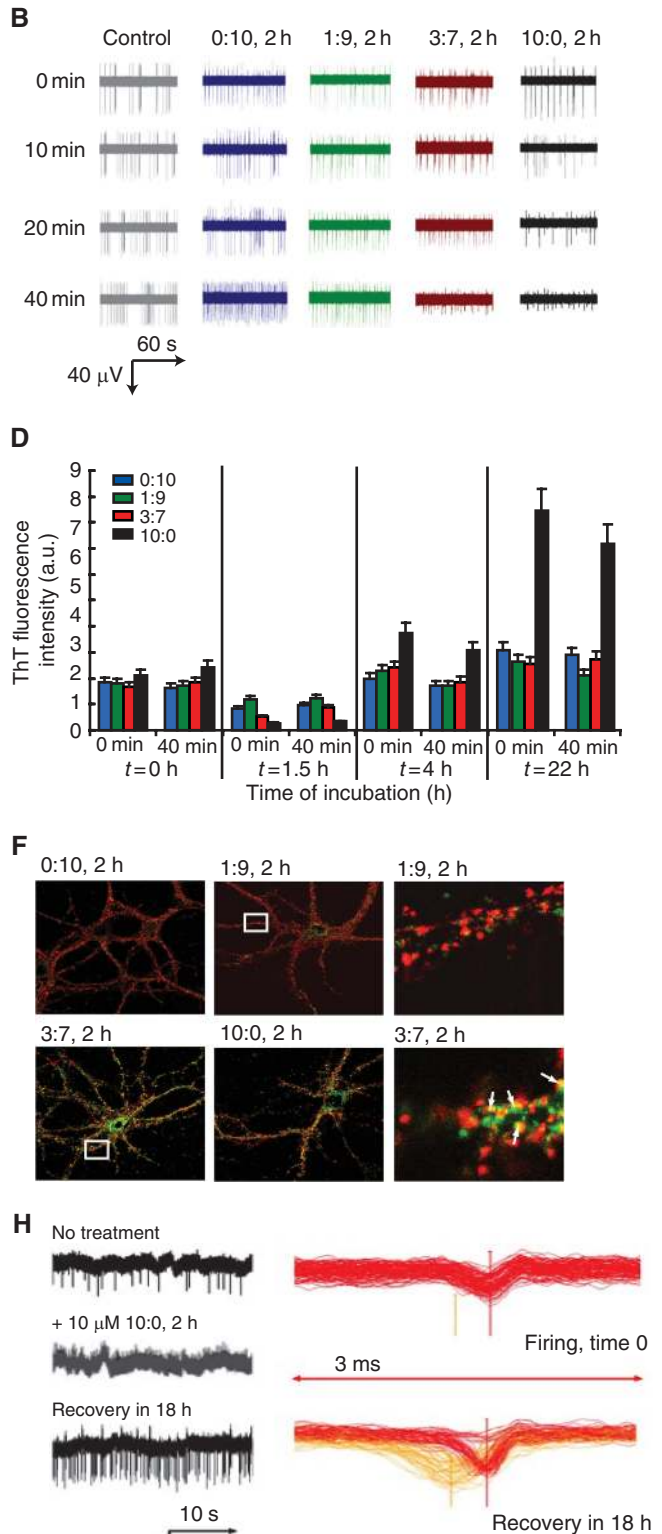 B
Control 0:10, 2 h 1:9, 2 h 3:7, 2 h 10:0, 2 h
0 min
10 min
20 min
40 min
60 s
40 μV
D
9
8
7
6
5
4
3
2
1
0
ThT fluorescence
intensity (a.u.)
0:10
1:9
3:7
10:0
0 min 40 min 0 min 40 min 0 min 40 min 0 min 40 min
t=0 h t=1.5 h t=4 h t=22 h
Time of incubation (h)
F
0:10, 2 h 1:9, 2 h 1:9, 2 h
3:7, 2 h 10:0, 2 h 3:7, 2 h
H
No treatment
+ 10 μM 10:0, 2 h
Recovery in 18 h
10 s
Firing, time 0
3 ms
Recovery in 18 h